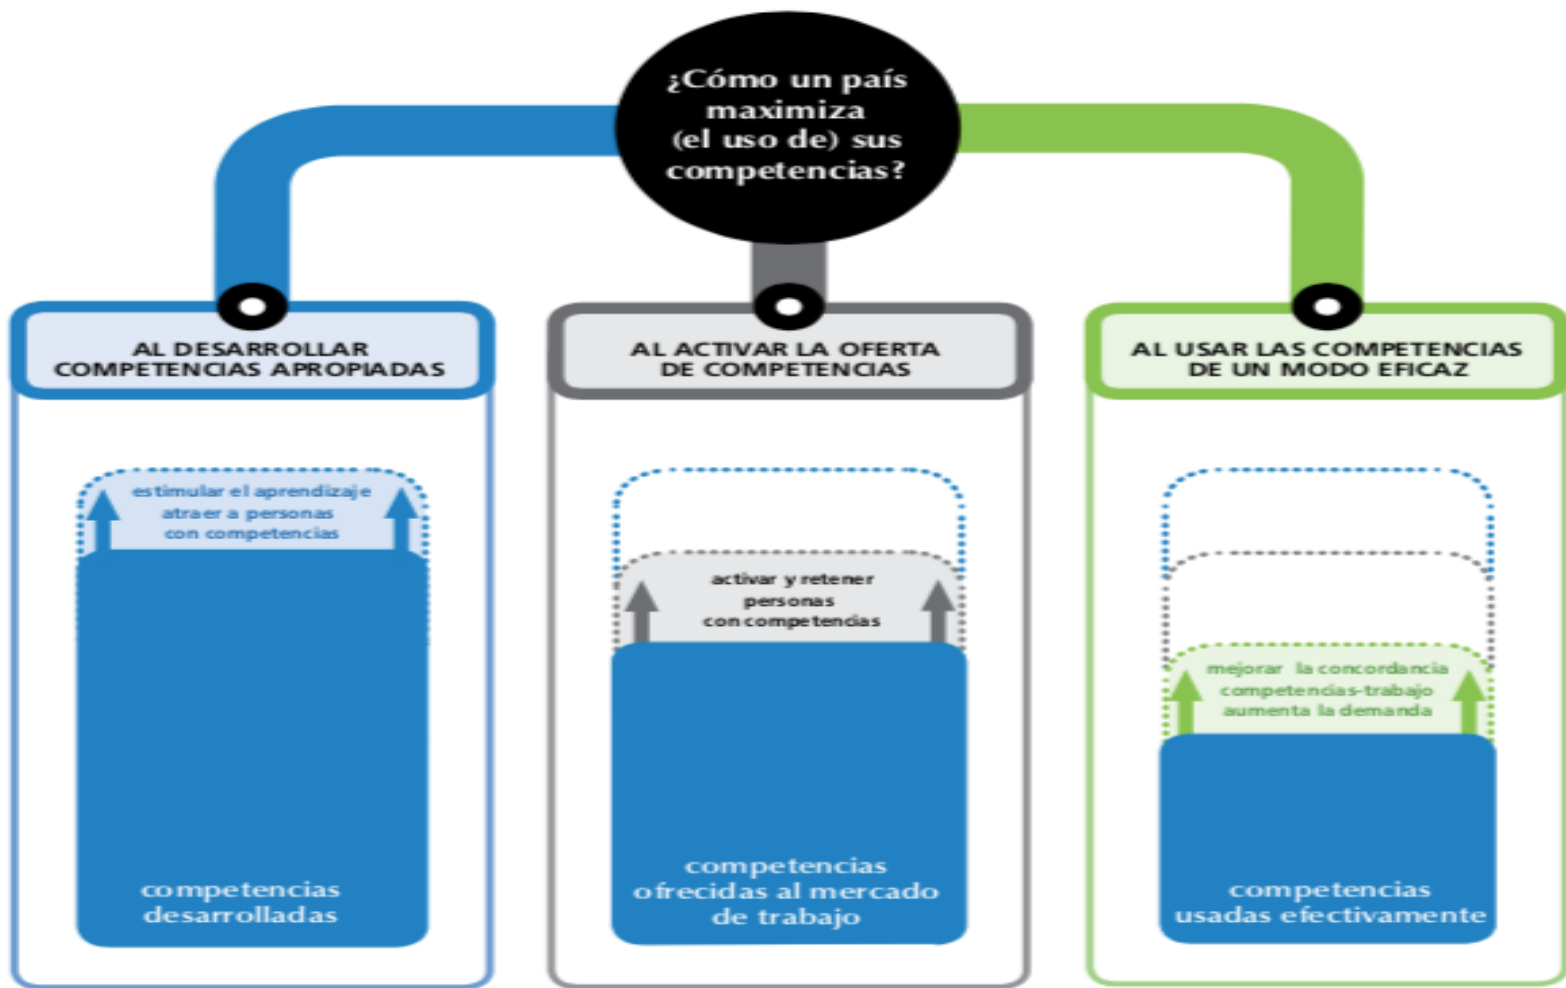 ¿Cómo un país
maximiza
(el uso de) sus
competencias?
AL DESARROLLAR
COMPETENCIAS APROPIADAS
estimular el aprendizaje
atraer a personas
con competencias
competencias
desarrolladas
AL ACTIVAR LA OFERTA
DE COMPETENCIAS
activar y retener
personas
con competencias
competencias
ofrecidas al mercado
de trabajo
AL USAR LAS COMPETENCIAS
DE UN MODO EFICAZ
mejorar la concordancia
competencias-trabajo
aumenta la demanda
competencias
usadas efectivamente